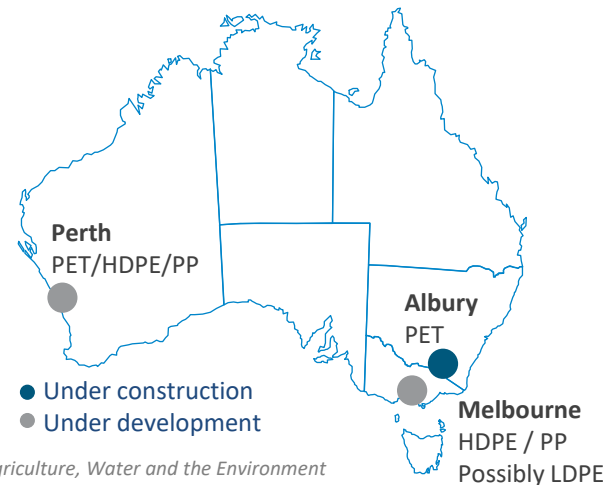 Perth
PET/HDPE/PP
Albury
PET
Under construction
Under development
Melbourne
HDPE / PP
Possibly LDPE
Water and the Environment